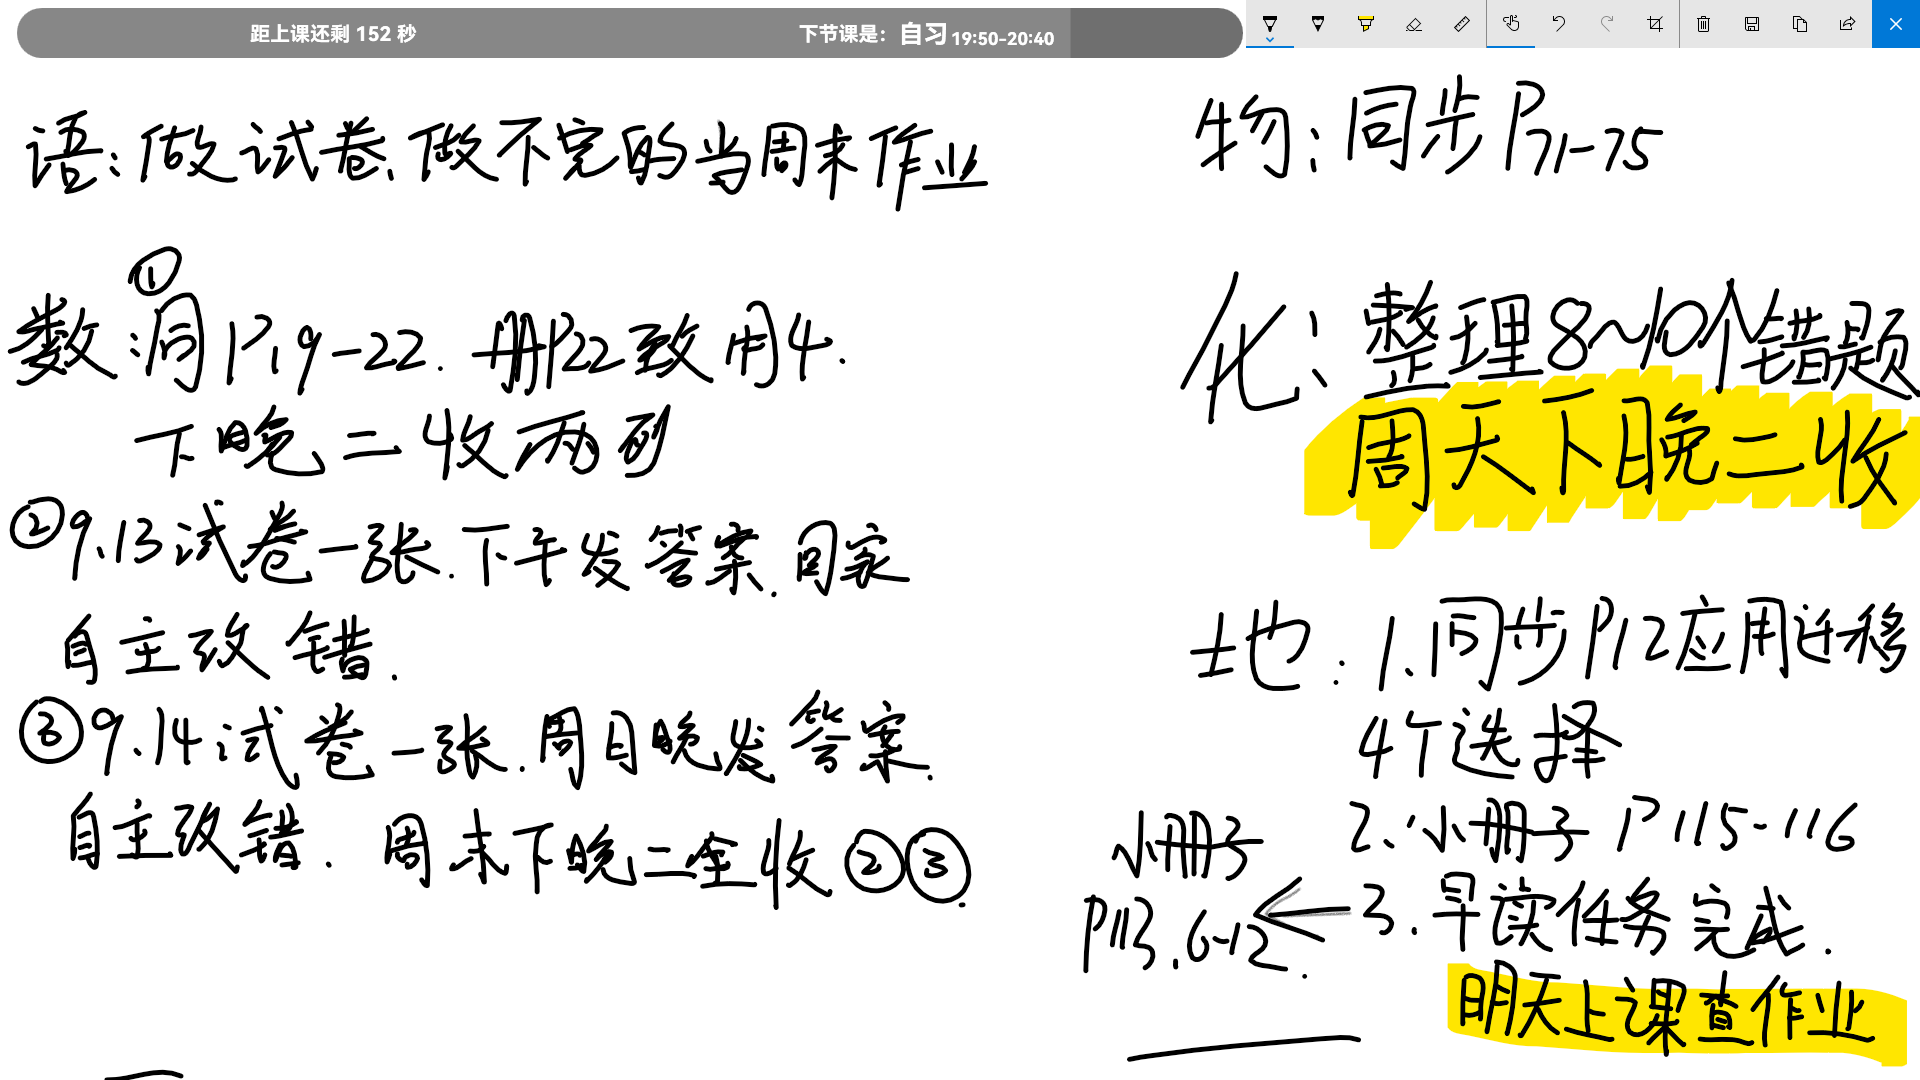 距上课还剩 152 秒
下节课是：自习 19:50-20:40
语：做试卷、做不完的当周末作业
数：①同P19-22. 册P22致用4.
下晚二收两到
②9.13试卷一张.下午发答案.回家
自主改错.
③9.14试卷一张.周日晚发答案.
自主改错. 周末下晚二全收②③.
物：同步P71-75
化：整理8~10个错题
周天下晚二收
地：1.同步P12应用迁移
4个选择
2.小册子P115-116
3.早读任务完成.
小册子
P113.6-12.
明天上课查作业